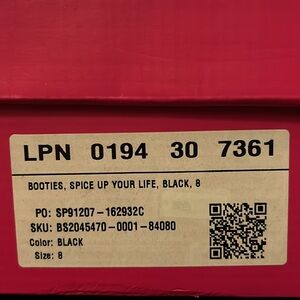 LPN 0194 30 7361
BOOTIES, SPICE UP YOUR LIFE, BLACK, 8
PO: SP91207-162932C
SKU: BS2045470-0001-84080
Color: BLACK
Size: 8